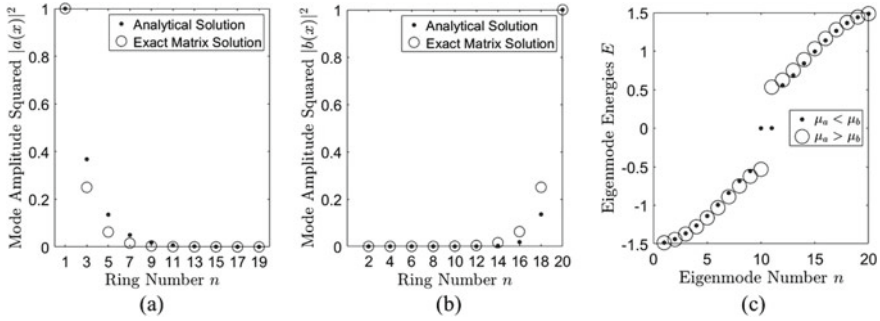 Mode Amplitude Squared |a(x)|²
1
0.8
0.6
0.4
0.2
0
1 3 5 7 9 11 13 15 17 19
Ring Number n
Analytical Solution
Exact Matrix Solution
(a)
Mode Amplitude Squared |b(x)|²
1
0.8
0.6
0.4
0.2
0
2 4 6 8 10 12 14 16 18 20
Ring Number n
Analytical Solution
Exact Matrix Solution
(b)
Eigenmode Energies E
1.5
1
0.5
0
-0.5
-1
-1.5
0 5 10 15 20
Eigenmode Number n
μₐ < μ_b
μₐ > μ_b
(c)